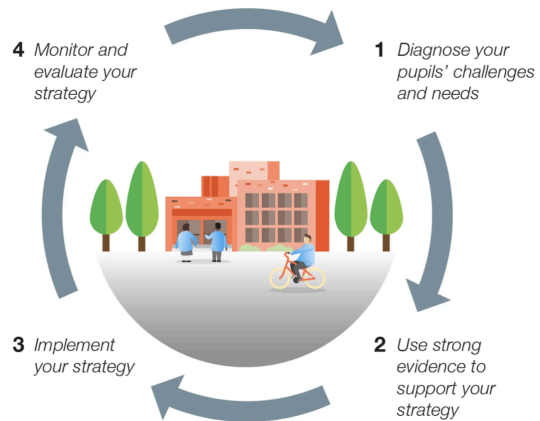 1 Diagnose your
pupils' challenges
and needs
2 Use strong
evidence to
support your
strategy
3 Implement
your strategy
4 Monitor and
evaluate your
strategy